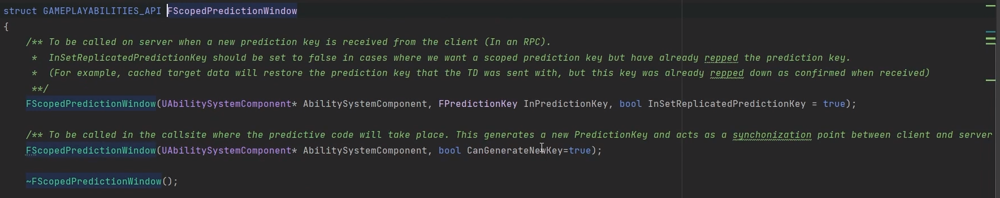 struct GAMEPLAYABILITIES_API FScopedPredictionWindow
{
/** To be called on server when a new prediction key is received from the client (In an RPC).
* InSetReplicatedPredictionKey should be set to false in cases where we want a scoped prediction key but have already repped the prediction key.
* (For example, cached target data will restore the prediction key that the TD was sent with, but this key was already repped down as confirmed when received)
**/
FScopedPredictionWindow(UAbilitySystemComponent* AbilitySystemComponent, FPredictionKey InPredictionKey, bool InSetReplicatedPredictionKey = true);
/** To be called in the callsite where the predictive code will take place. This generates a new PredictionKey and acts as a synchonization point between client and server
FScopedPredictionWindow(UAbilitySystemComponent* AbilitySystemComponent, bool CanGenerateNewKey=true);
~FScopedPredictionWindow();